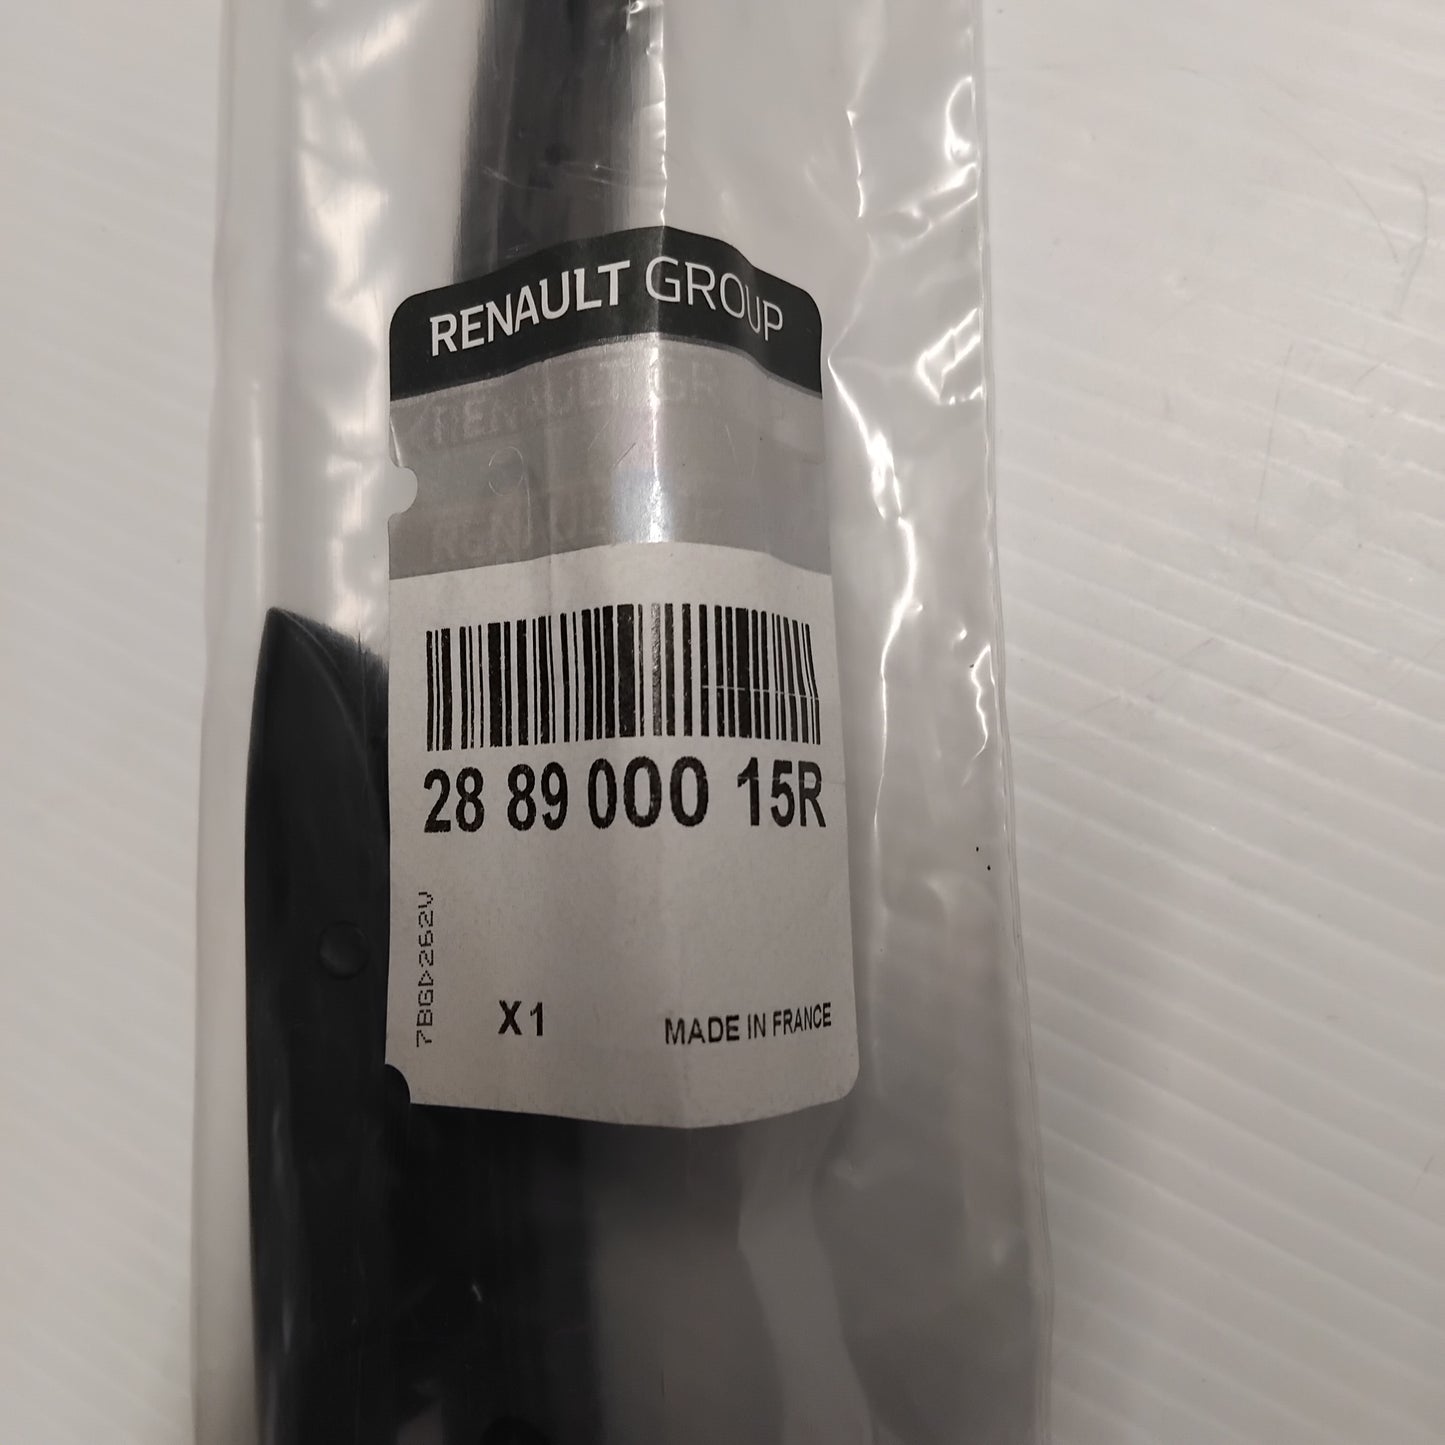 RENAULT GROUP
28 89 000 15R
7BGD262V
X1
MADE IN FRANCE